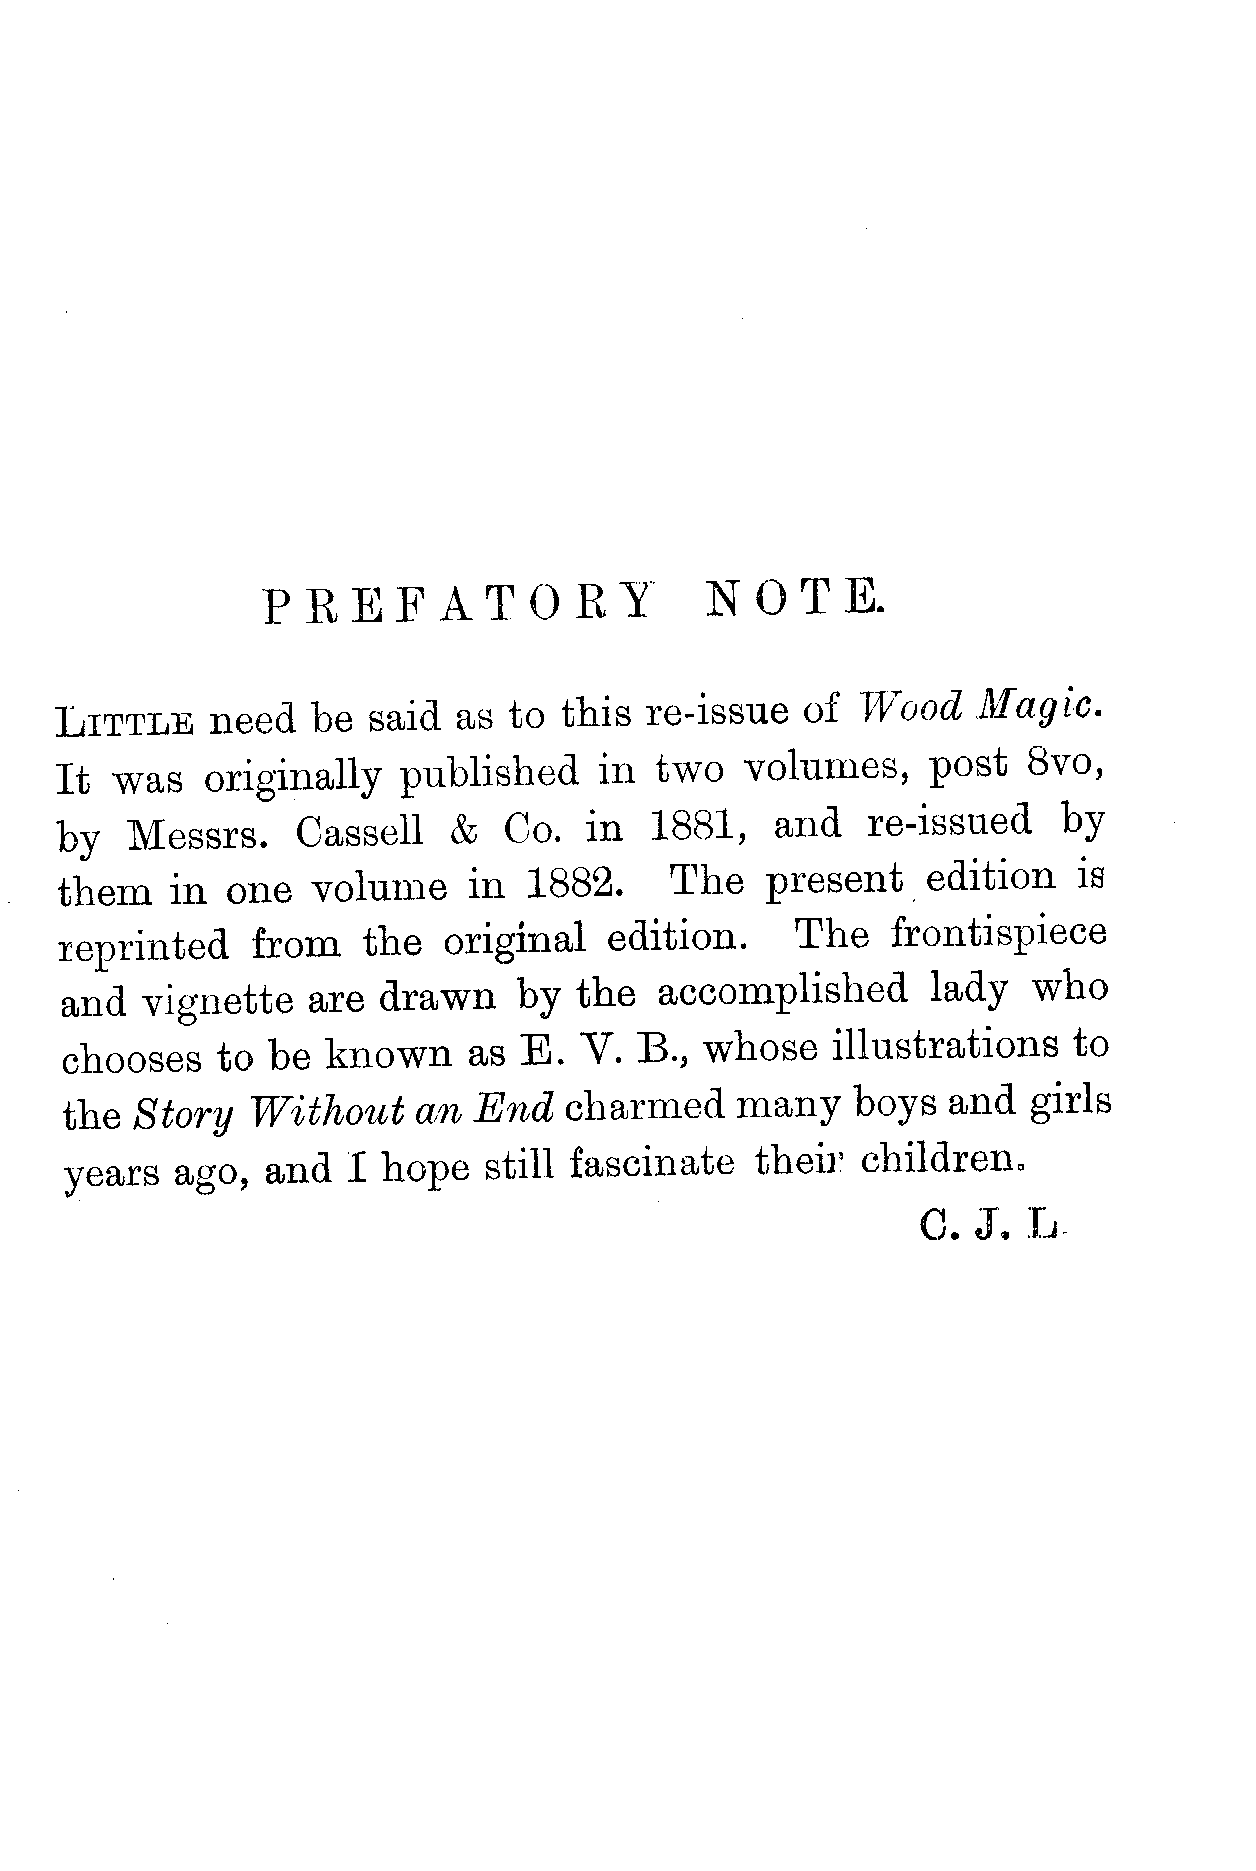 PREFATORY NOTE.
LITTLE need be said as to this re-issue of Wood Magic.
It was originally published in two volumes, post 8vo,
by Messrs. Cassell & Co. in 1881, and re-issued by
them in one volume in 1882. The present edition is
reprinted from the original edition. The frontispiece
and vignette are drawn by the accomplished lady who
chooses to be known as E. V. B., whose illustrations to
the Story Without an End charmed many boys and girls
years ago, and I hope still fascinate their children.
C. J. L.